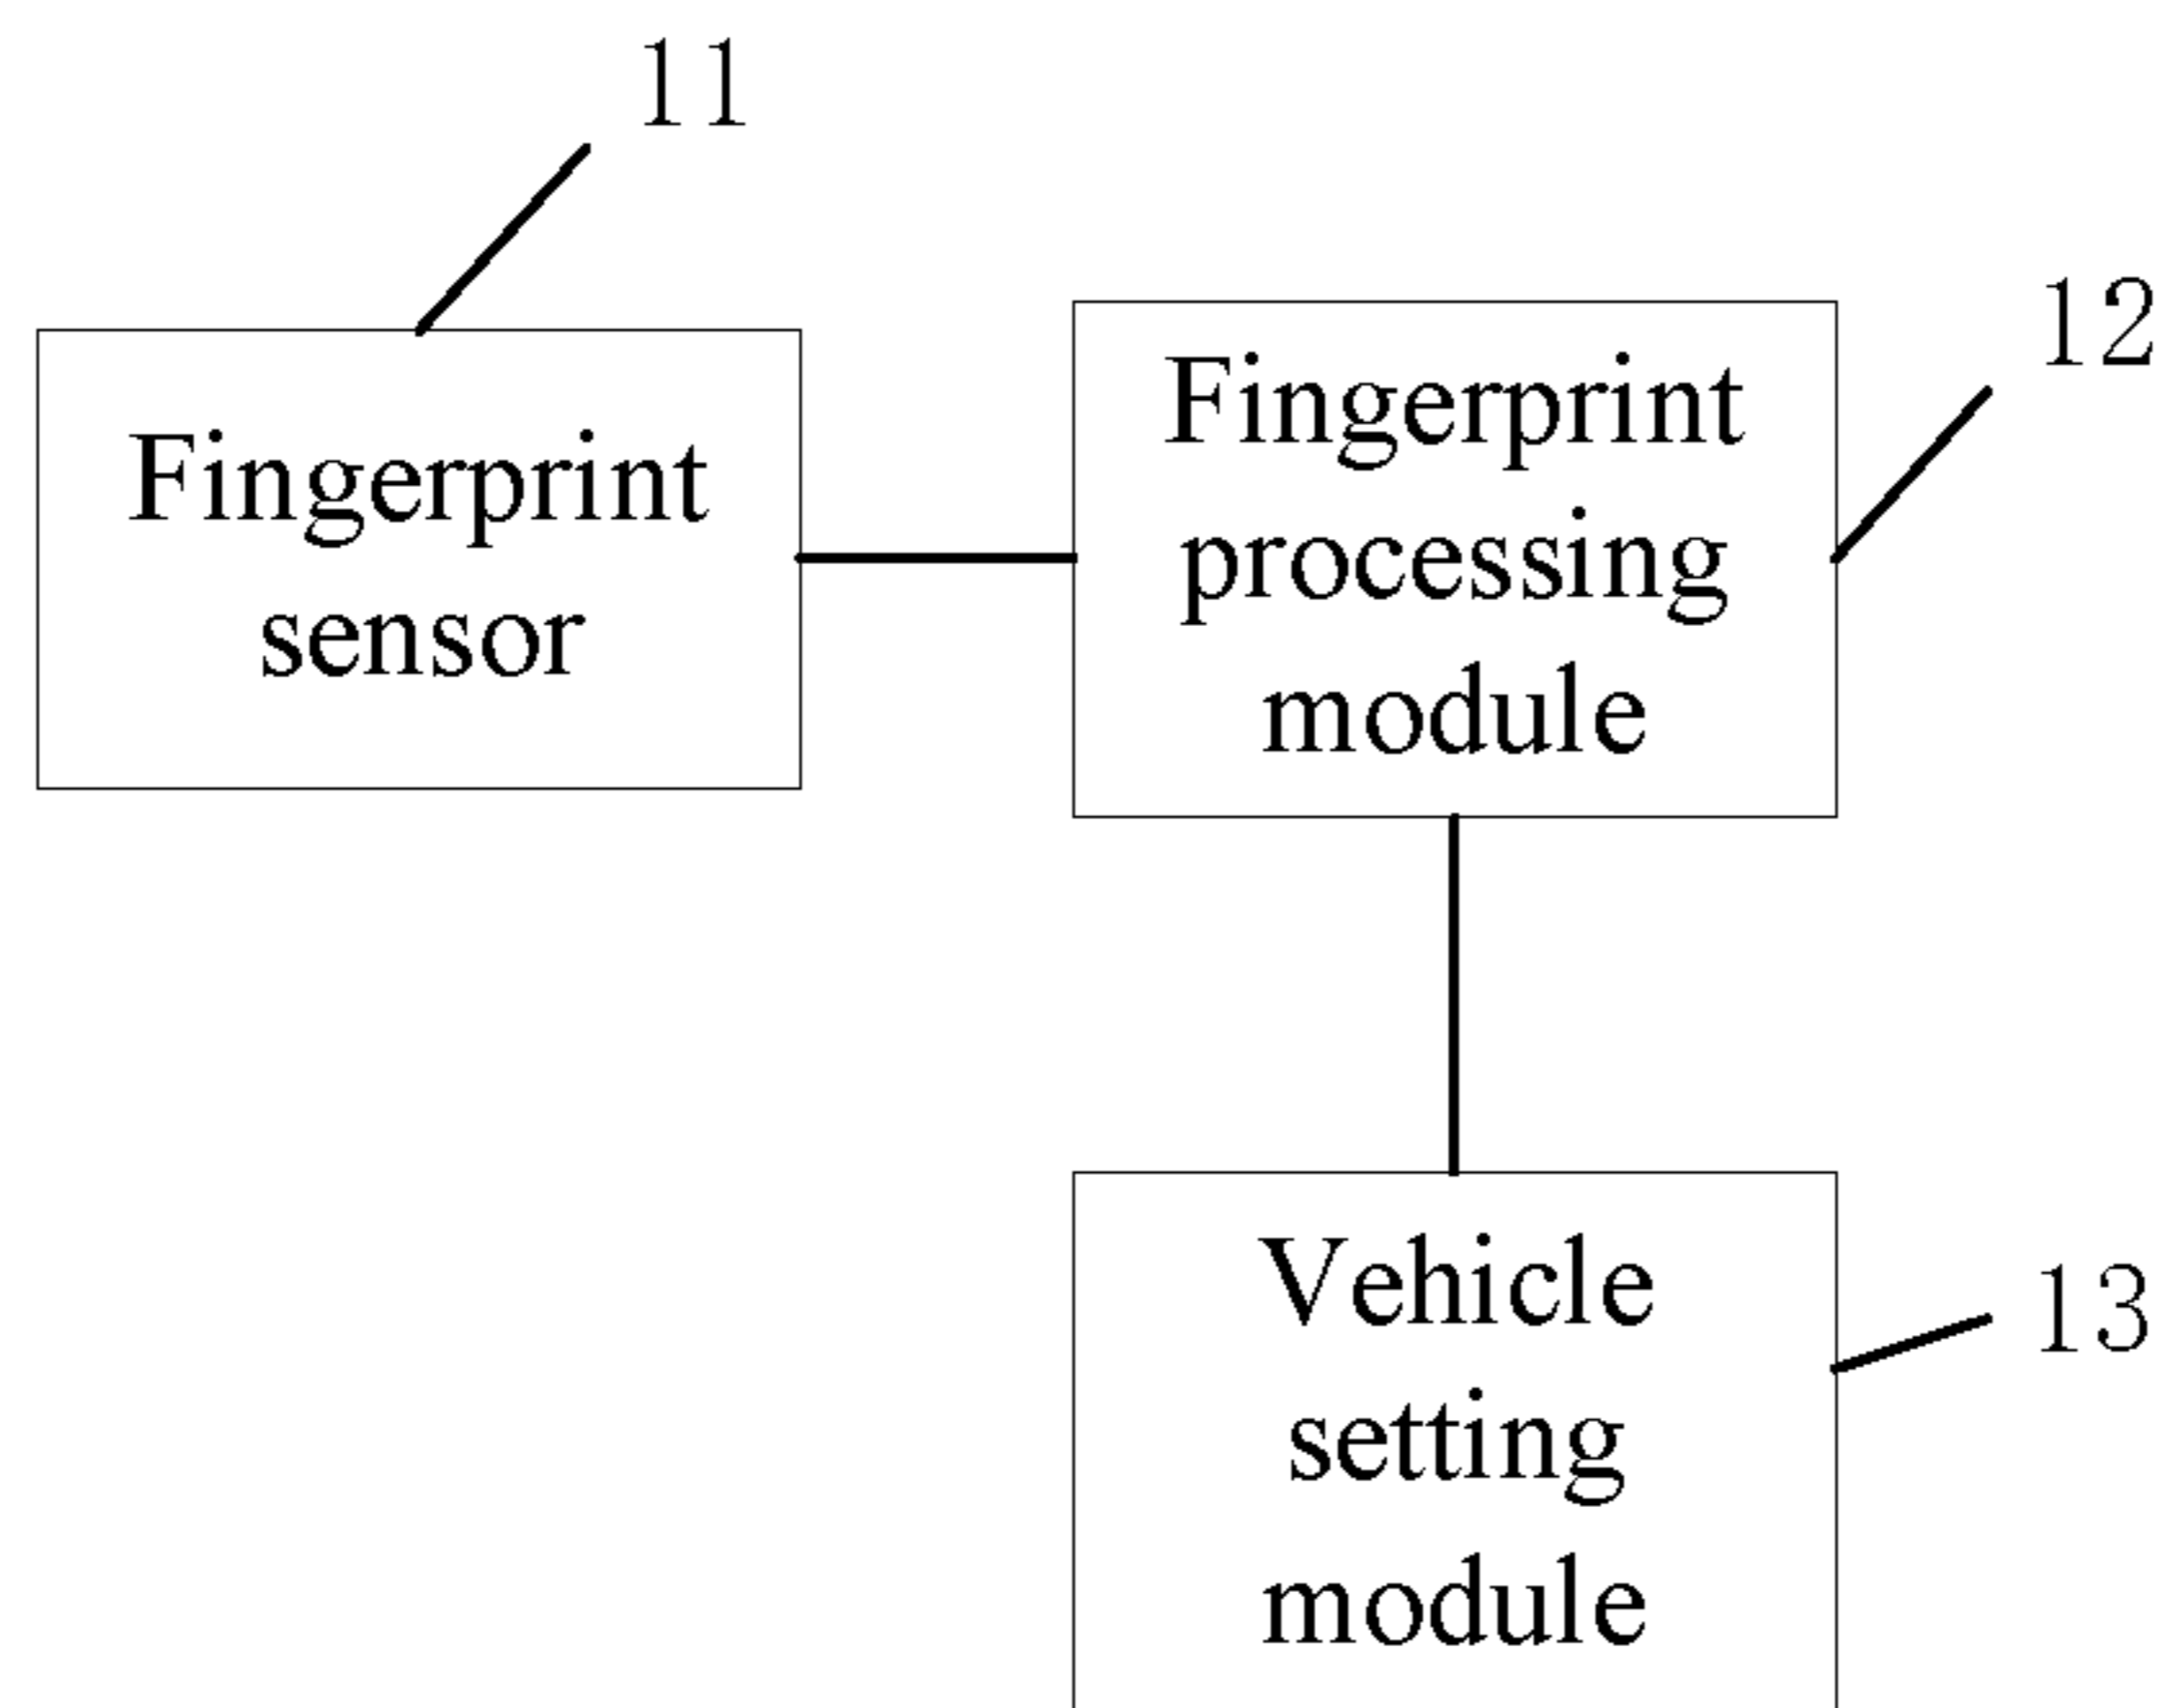 11
Fingerprint
sensor
12
Fingerprint
processing
module
13
Vehicle
setting
module